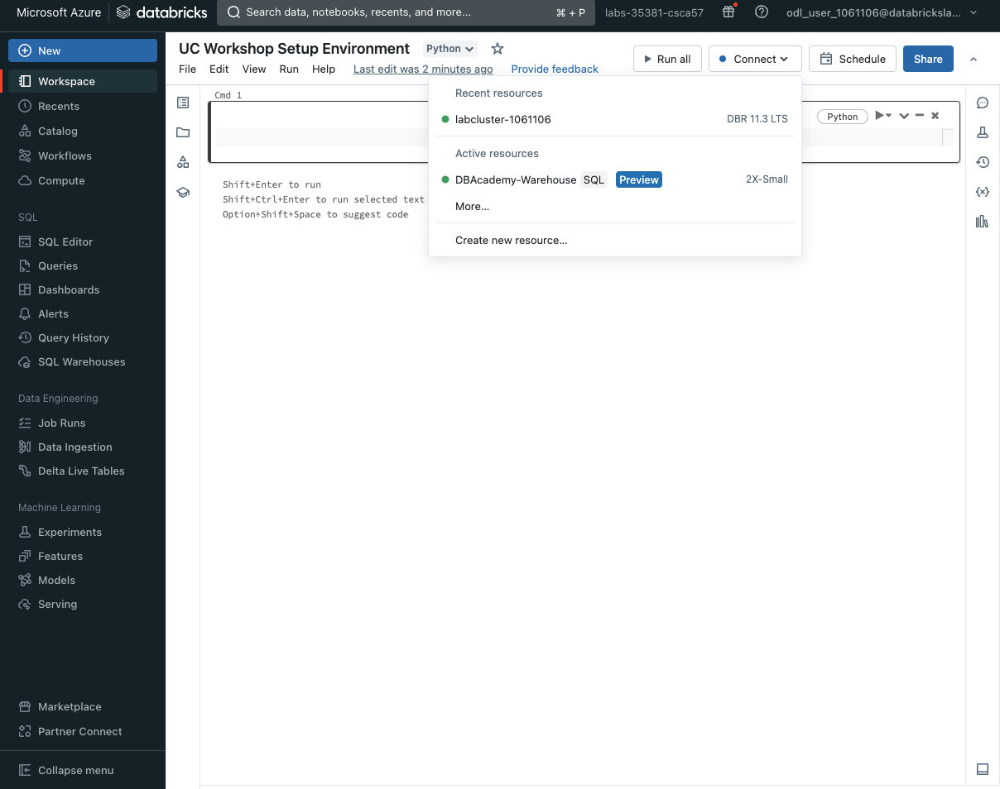 Microsoft Azure databricks Search data, notebooks, recents, and more... ⌘ + P labs-35381-csca57 odl_user_1061106@databricksla...
New
Workspace
Recents
Catalog
Workflows
Compute
SQL
SQL Editor
Queries
Dashboards
Alerts
Query History
SQL Warehouses
Data Engineering
Job Runs
Data Ingestion
Delta Live Tables
Machine Learning
Experiments
Features
Models
Serving
Marketplace
Partner Connect
Collapse menu
UC Workshop Setup Environment Python
File Edit View Run Help Last edit was 2 minutes ago Provide feedback
Run all Connect Schedule Share
Cmd 1
Python
Shift+Enter to run
Shift+Ctrl+Enter to run selected text
Option+Shift+Space to suggest code
Recent resources
labcluster-1061106 DBR 11.3 LTS
Active resources
DBAcademy-Warehouse SQL Preview 2X-Small
More...
Create new resource...